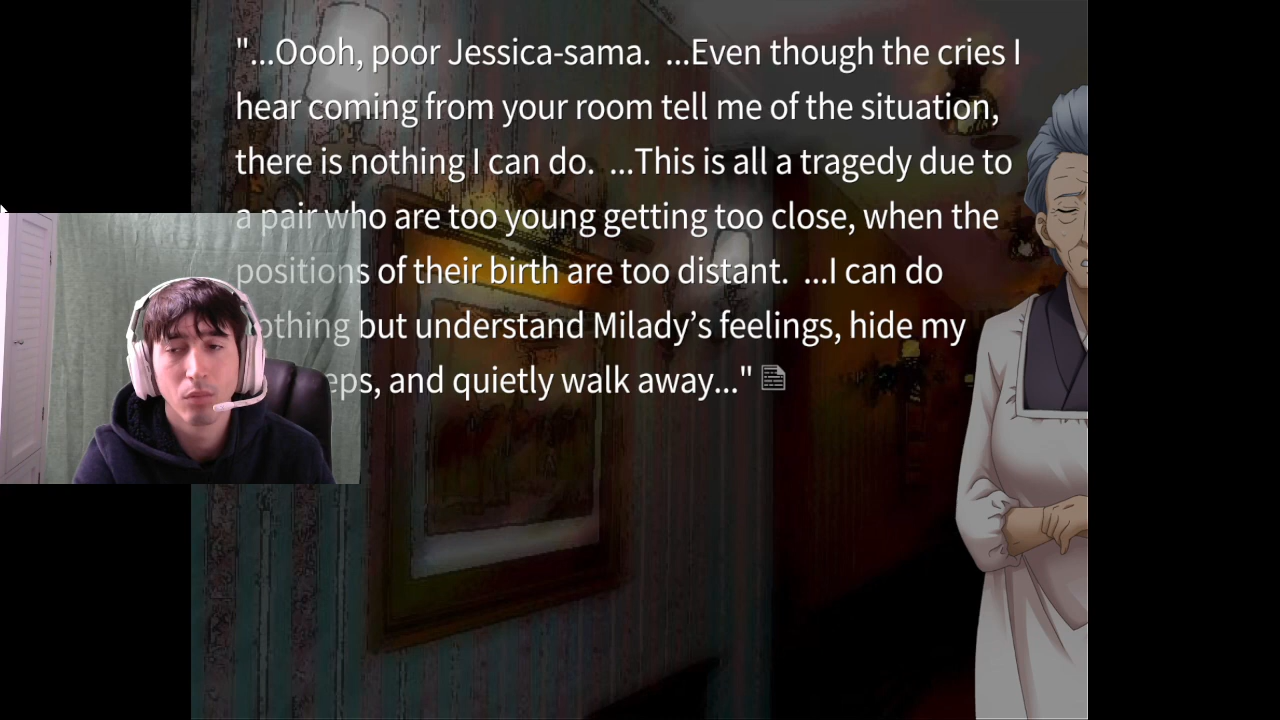 "...Oooh, poor Jessica-sama. ...Even though the cries I
hear coming from your room tell me of the situation,
there is nothing I can do. ...This is all a tragedy due to
a pair who are too young getting too close, when the
positions of their birth are too distant. ...I can do
nothing but understand Milady's feelings, hide my
and quietly walk away..."